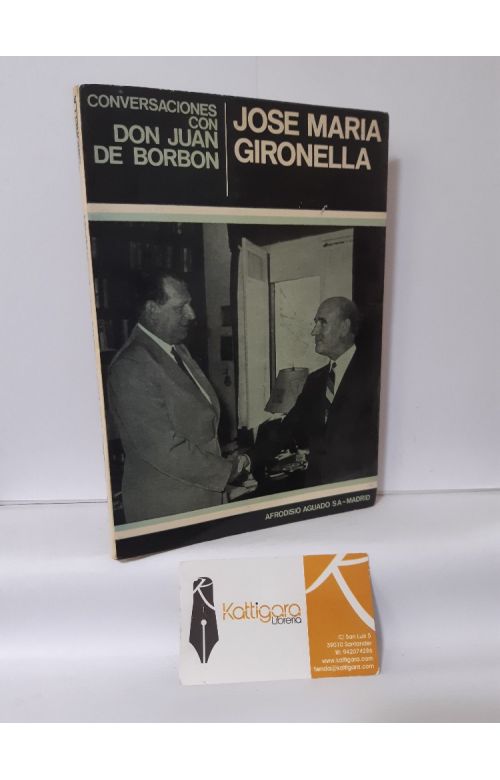 CONVERSACIONES
CON
DON JUAN
DE BORBON
JOSE MARIA
GIRONELLA
AFRODISIO AGUADO S.A-MADRID
Kattigara
Librería
C/ San Luis 5
39010 Santander
tlf: 942074286
www.kattigara.com
tienda@kattigara.com